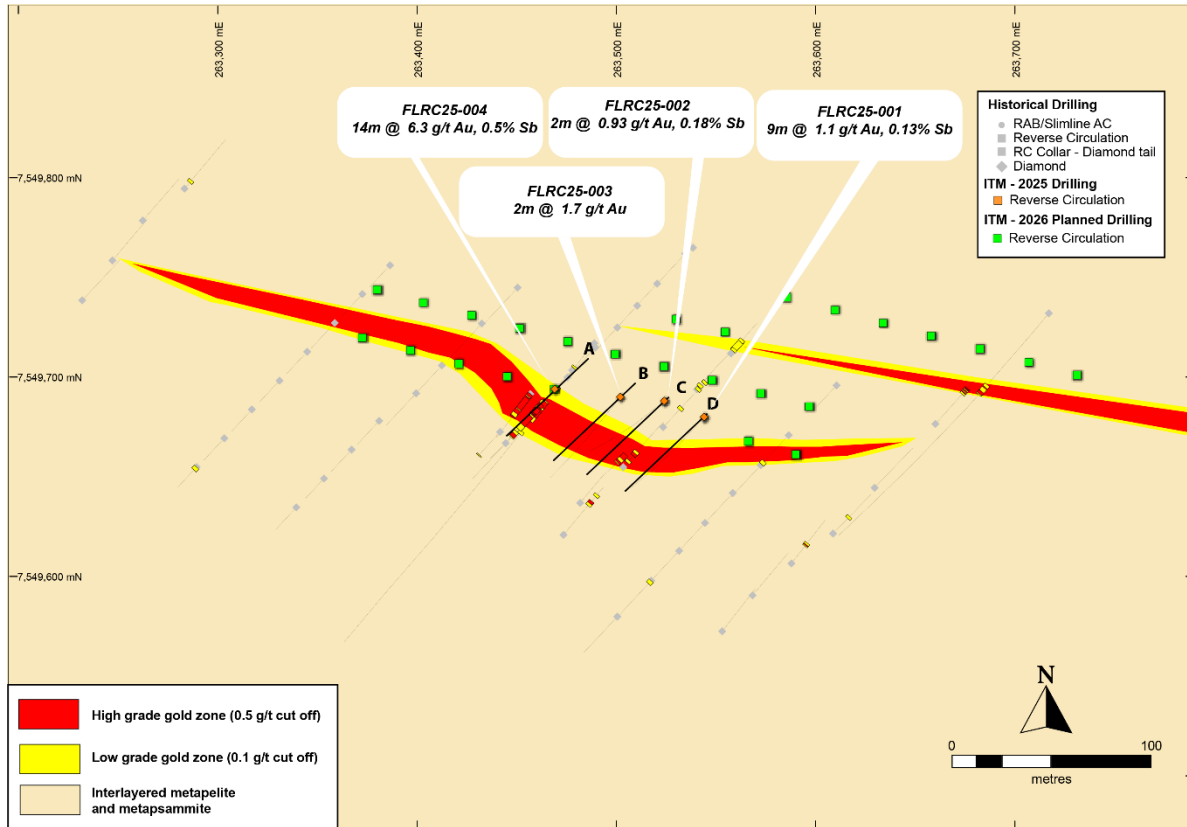 263,300 mE
263,400 mE
263,500 mE
263,600 mE
263,700 mE
FLRC25-004
14m @ 6.3 g/t Au, 0.5% Sb
FLRC25-002
2m @ 0.93 g/t Au, 0.18% Sb
FLRC25-001
9m @ 1.1 g/t Au, 0.13% Sb
FLRC25-003
2m @ 1.7 g/t Au
Historical Drilling
RAB/Slimline AC
Reverse Circulation
RC Collar - Diamond tail
Diamond
ITM - 2025 Drilling
Reverse Circulation
ITM - 2026 Planned Drilling
Reverse Circulation
7,549,800 mN
7,549,700 mN
7,549,600 mN
A
B
C
D
High grade gold zone (0.5 g/t cut off)
Low grade gold zone (0.1 g/t cut off)
Interlayered metapelite
and metapsammite
N
0
100
metres